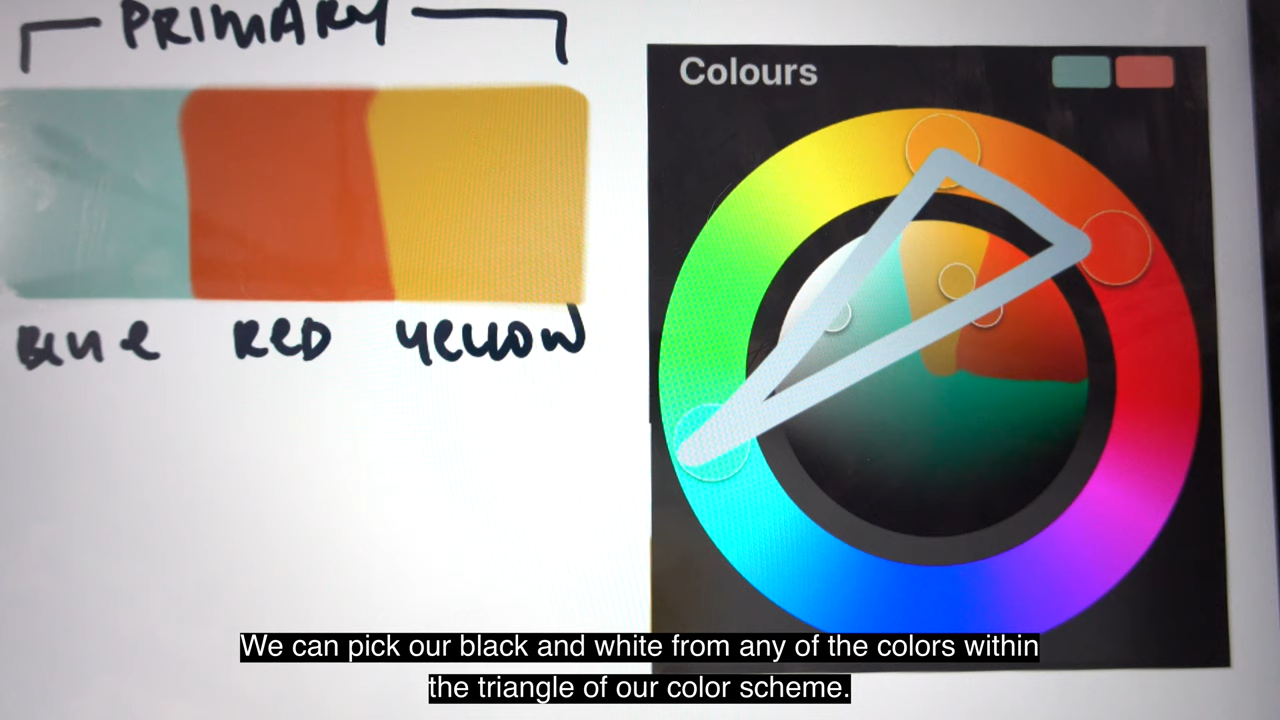 PRIMARY
BLUE RED YELLOW
Colours
We can pick our black and white from any of the colors within
the triangle of our color scheme.